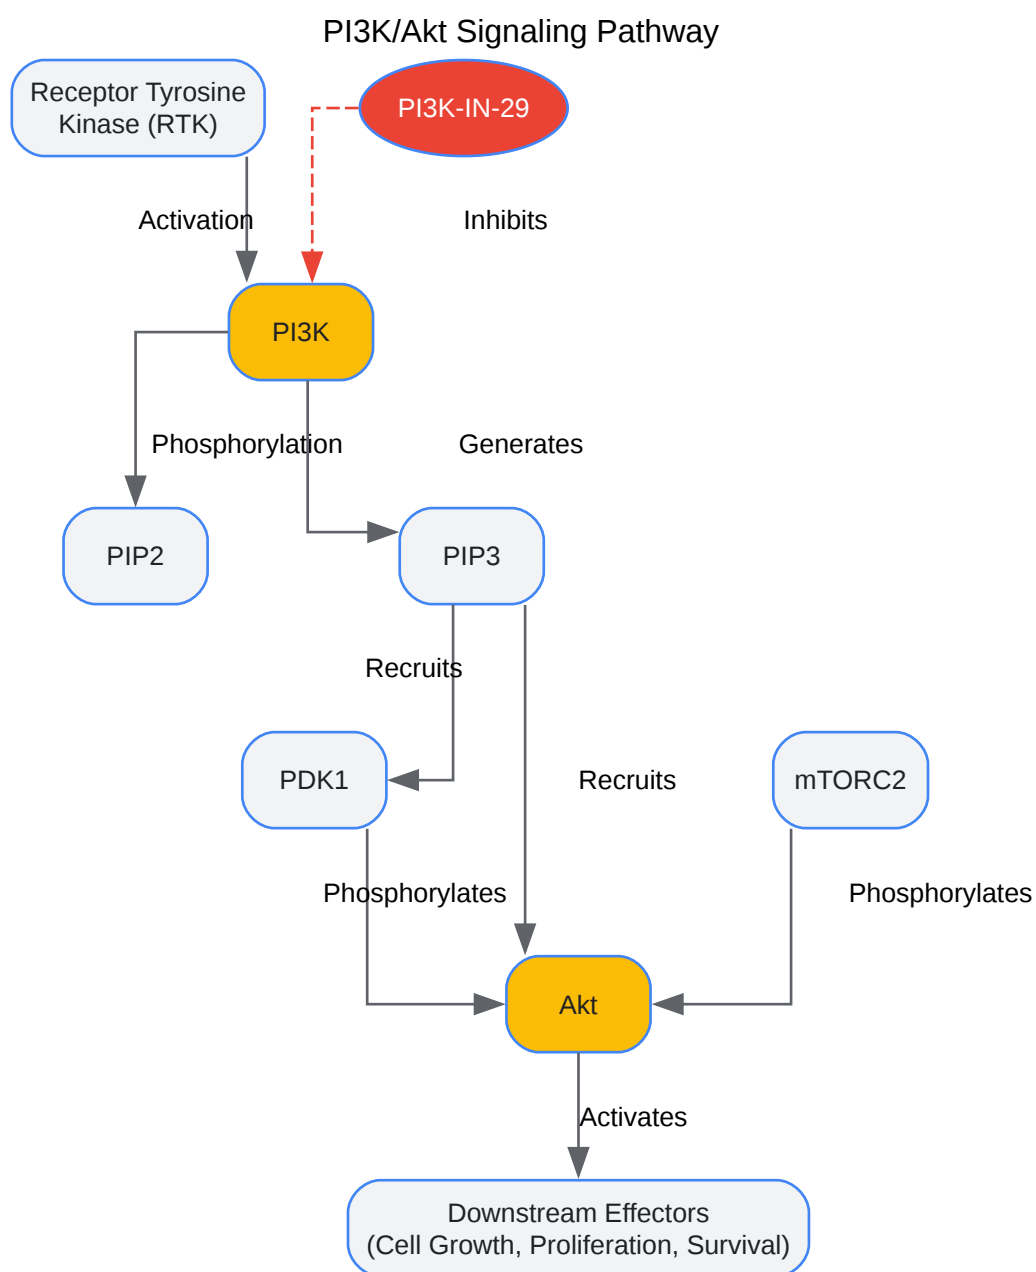 PI3K/Akt Signaling Pathway
Receptor Tyrosine
Kinase (RTK)
PI3K-IN-29
Activation
Inhibits
PI3K
Phosphorylation
Generates
PIP2
PIP3
Recruits
PDK1
Recruits
mTORC2
Phosphorylates
Phosphorylates
Akt
Activates
Downstream Effectors
(Cell Growth, Proliferation, Survival)